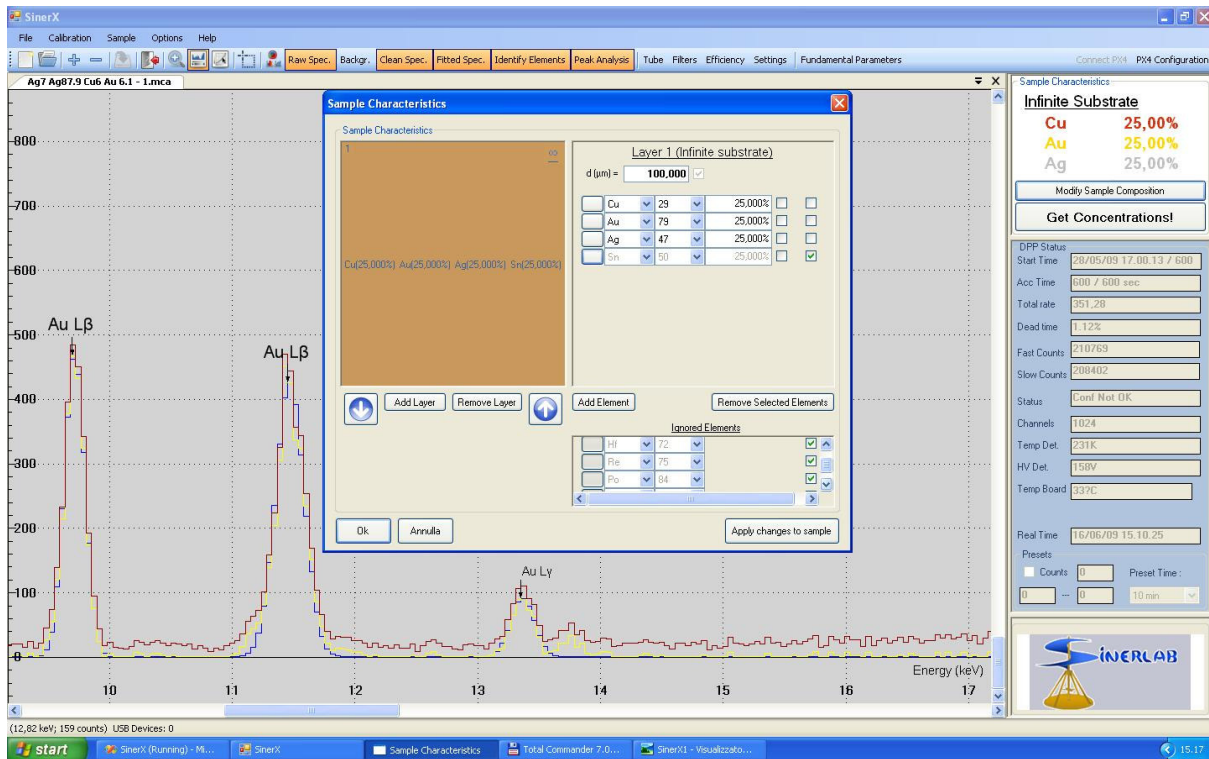 SinerX
File Calibration Sample Options Help
Raw Spec. Backgr. Clean Spec. Fitted Spec. Identify Elements Peak Analysis Tube Filters Efficiency Settings Fundamental Parameters Connect PX4 PX4 Configuration
Ag7 Ag87.9 Cu6 Au 6.1 - 1.mca
800
700
600
500
400
300
200
100
0
Au Lβ
Au Lβ
Au Lγ
10 11 12 13 14 15 16 17
Energy (keV)
Sample Characteristics
Sample Characteristics
1
∞
Cu(25,000%) Au(25,000%) Ag(25,000%) Sn(25,000%)
Layer 1 (Infinite substrate)
d (µm) = 100,000
Cu 29 25,000%
Au 79 25,000%
Ag 47 25,000%
Sn 50 25,000%
Add Layer Remove Layer
Add Element Remove Selected Elements
Ignored Elements
Hf 72
Re 75
Po 84
Ok Annulla Apply changes to sample
Sample Characteristics
Infinite Substrate
Cu 25,00%
Au 25,00%
Ag 25,00%
Modify Sample Composition
Get Concentrations!
DPP Status
Start Time 28/05/09 17.00.13 / 600
Acc Time 600 / 600 sec
Total rate 351,28
Dead time 1.12%
Fast Counts 210769
Slow Counts 208402
Status Conf Not OK
Channels 1024
Temp Det. 231K
HV Det. 158V
Temp Board 33?C
Real Time 16/06/09 15.10.25
Presets
Counts 0 Preset Time :
0 -- 0 10 min
SINERLAB
(12,82 keV; 159 counts) USB Devices: 0
start SinerX (Running) - Mi... SinerX Sample Characteristics Total Commander 7.0... SinerX1 - Visualizzato... 15.17